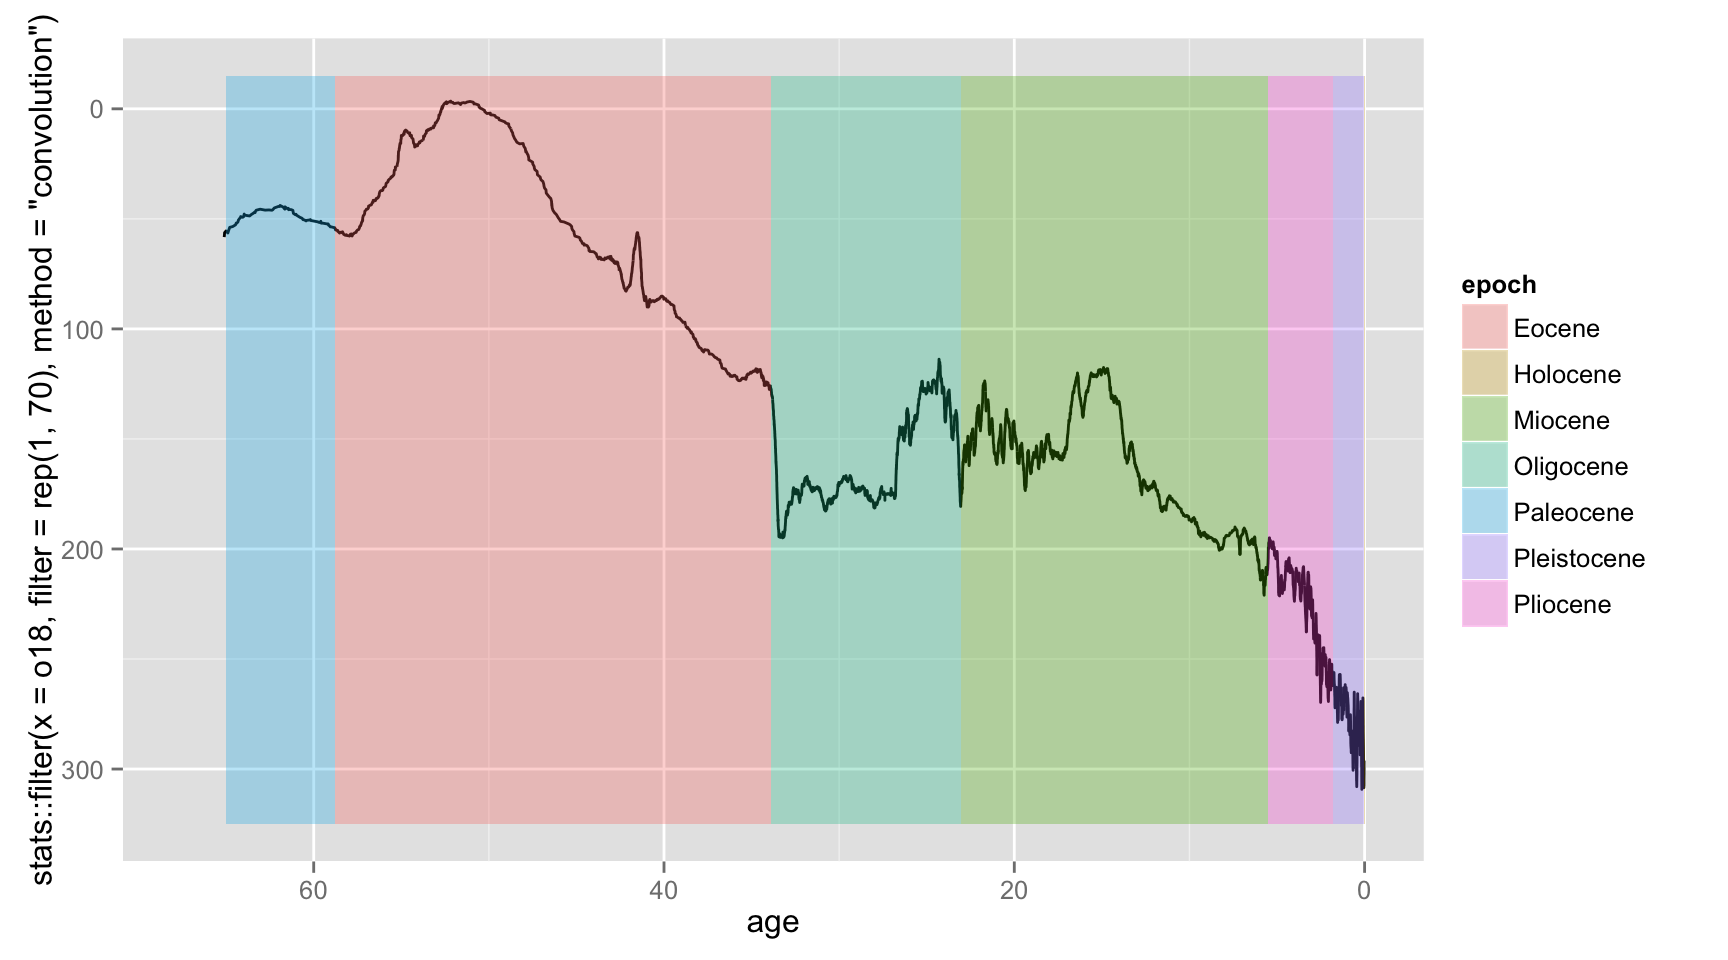 stats::filter(x = o18, filter = rep(1, 70), method = "convolution")
0
100
200
300
60
40
20
0
age
epoch
Eocene
Holocene
Miocene
Oligocene
Paleocene
Pleistocene
Pliocene